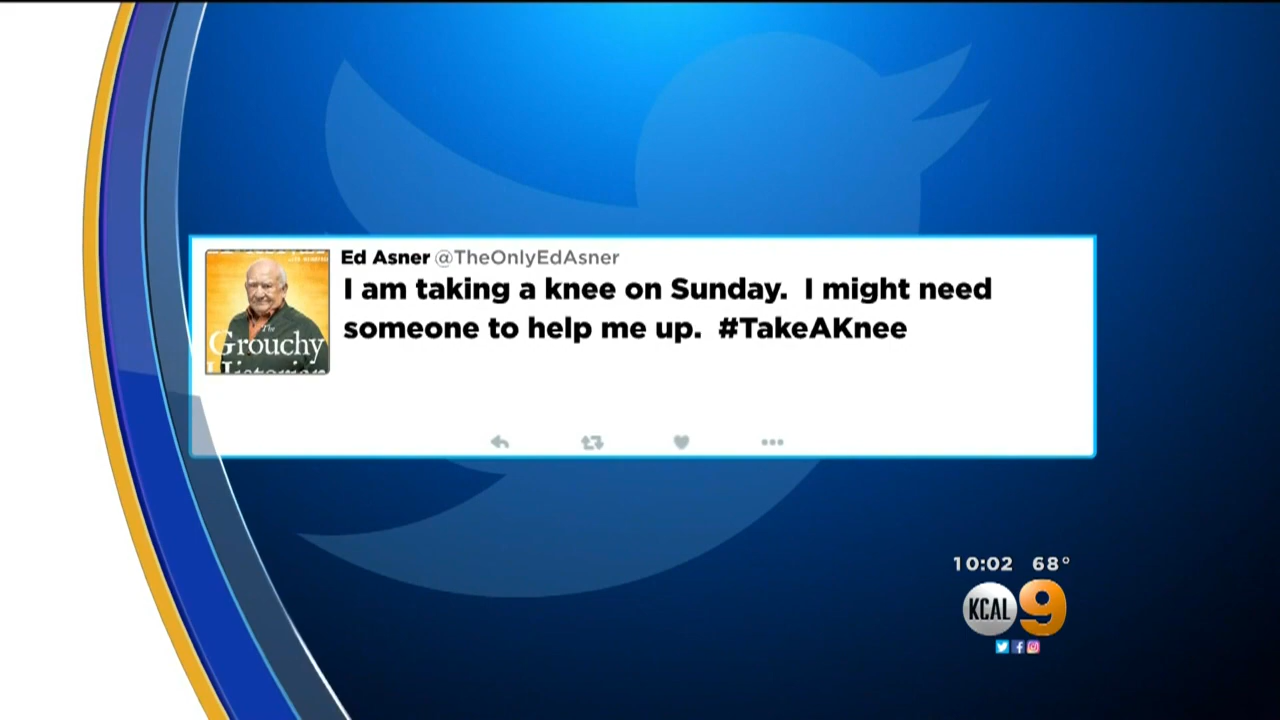 Ed Asner @TheOnlyEdAsner
I am taking a knee on Sunday. I might need
someone to help me up. #TakeAKnee
The
Grouchy
Historian
10:02 68°
KCAL 9